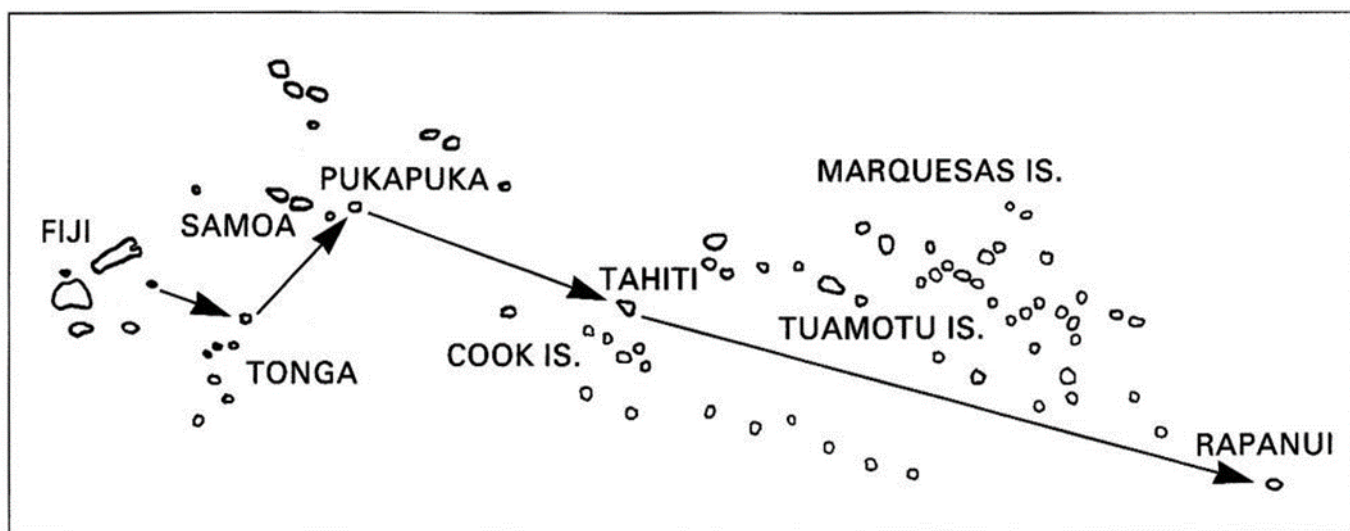 MARQUESAS IS.
PUKAPUKA
SAMOA
FIJI
TAHITI
TUAMOTU IS.
COOK IS.
TONGA
RAPANUI